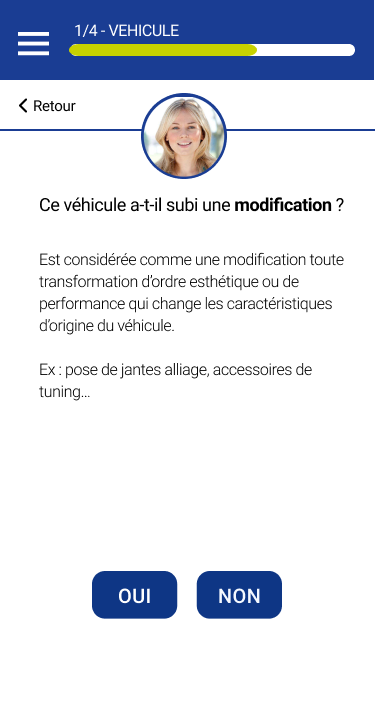 1/4 - VEHICULE
Retour
Ce véhicule a-t-il subi une modification ?
Est considérée comme une modification toute
transformation d'ordre esthétique ou de
performance qui change les caractéristiques
d'origine du véhicule.
Ex : pose de jantes alliage, accessoires de
tuning...
OUI
NON